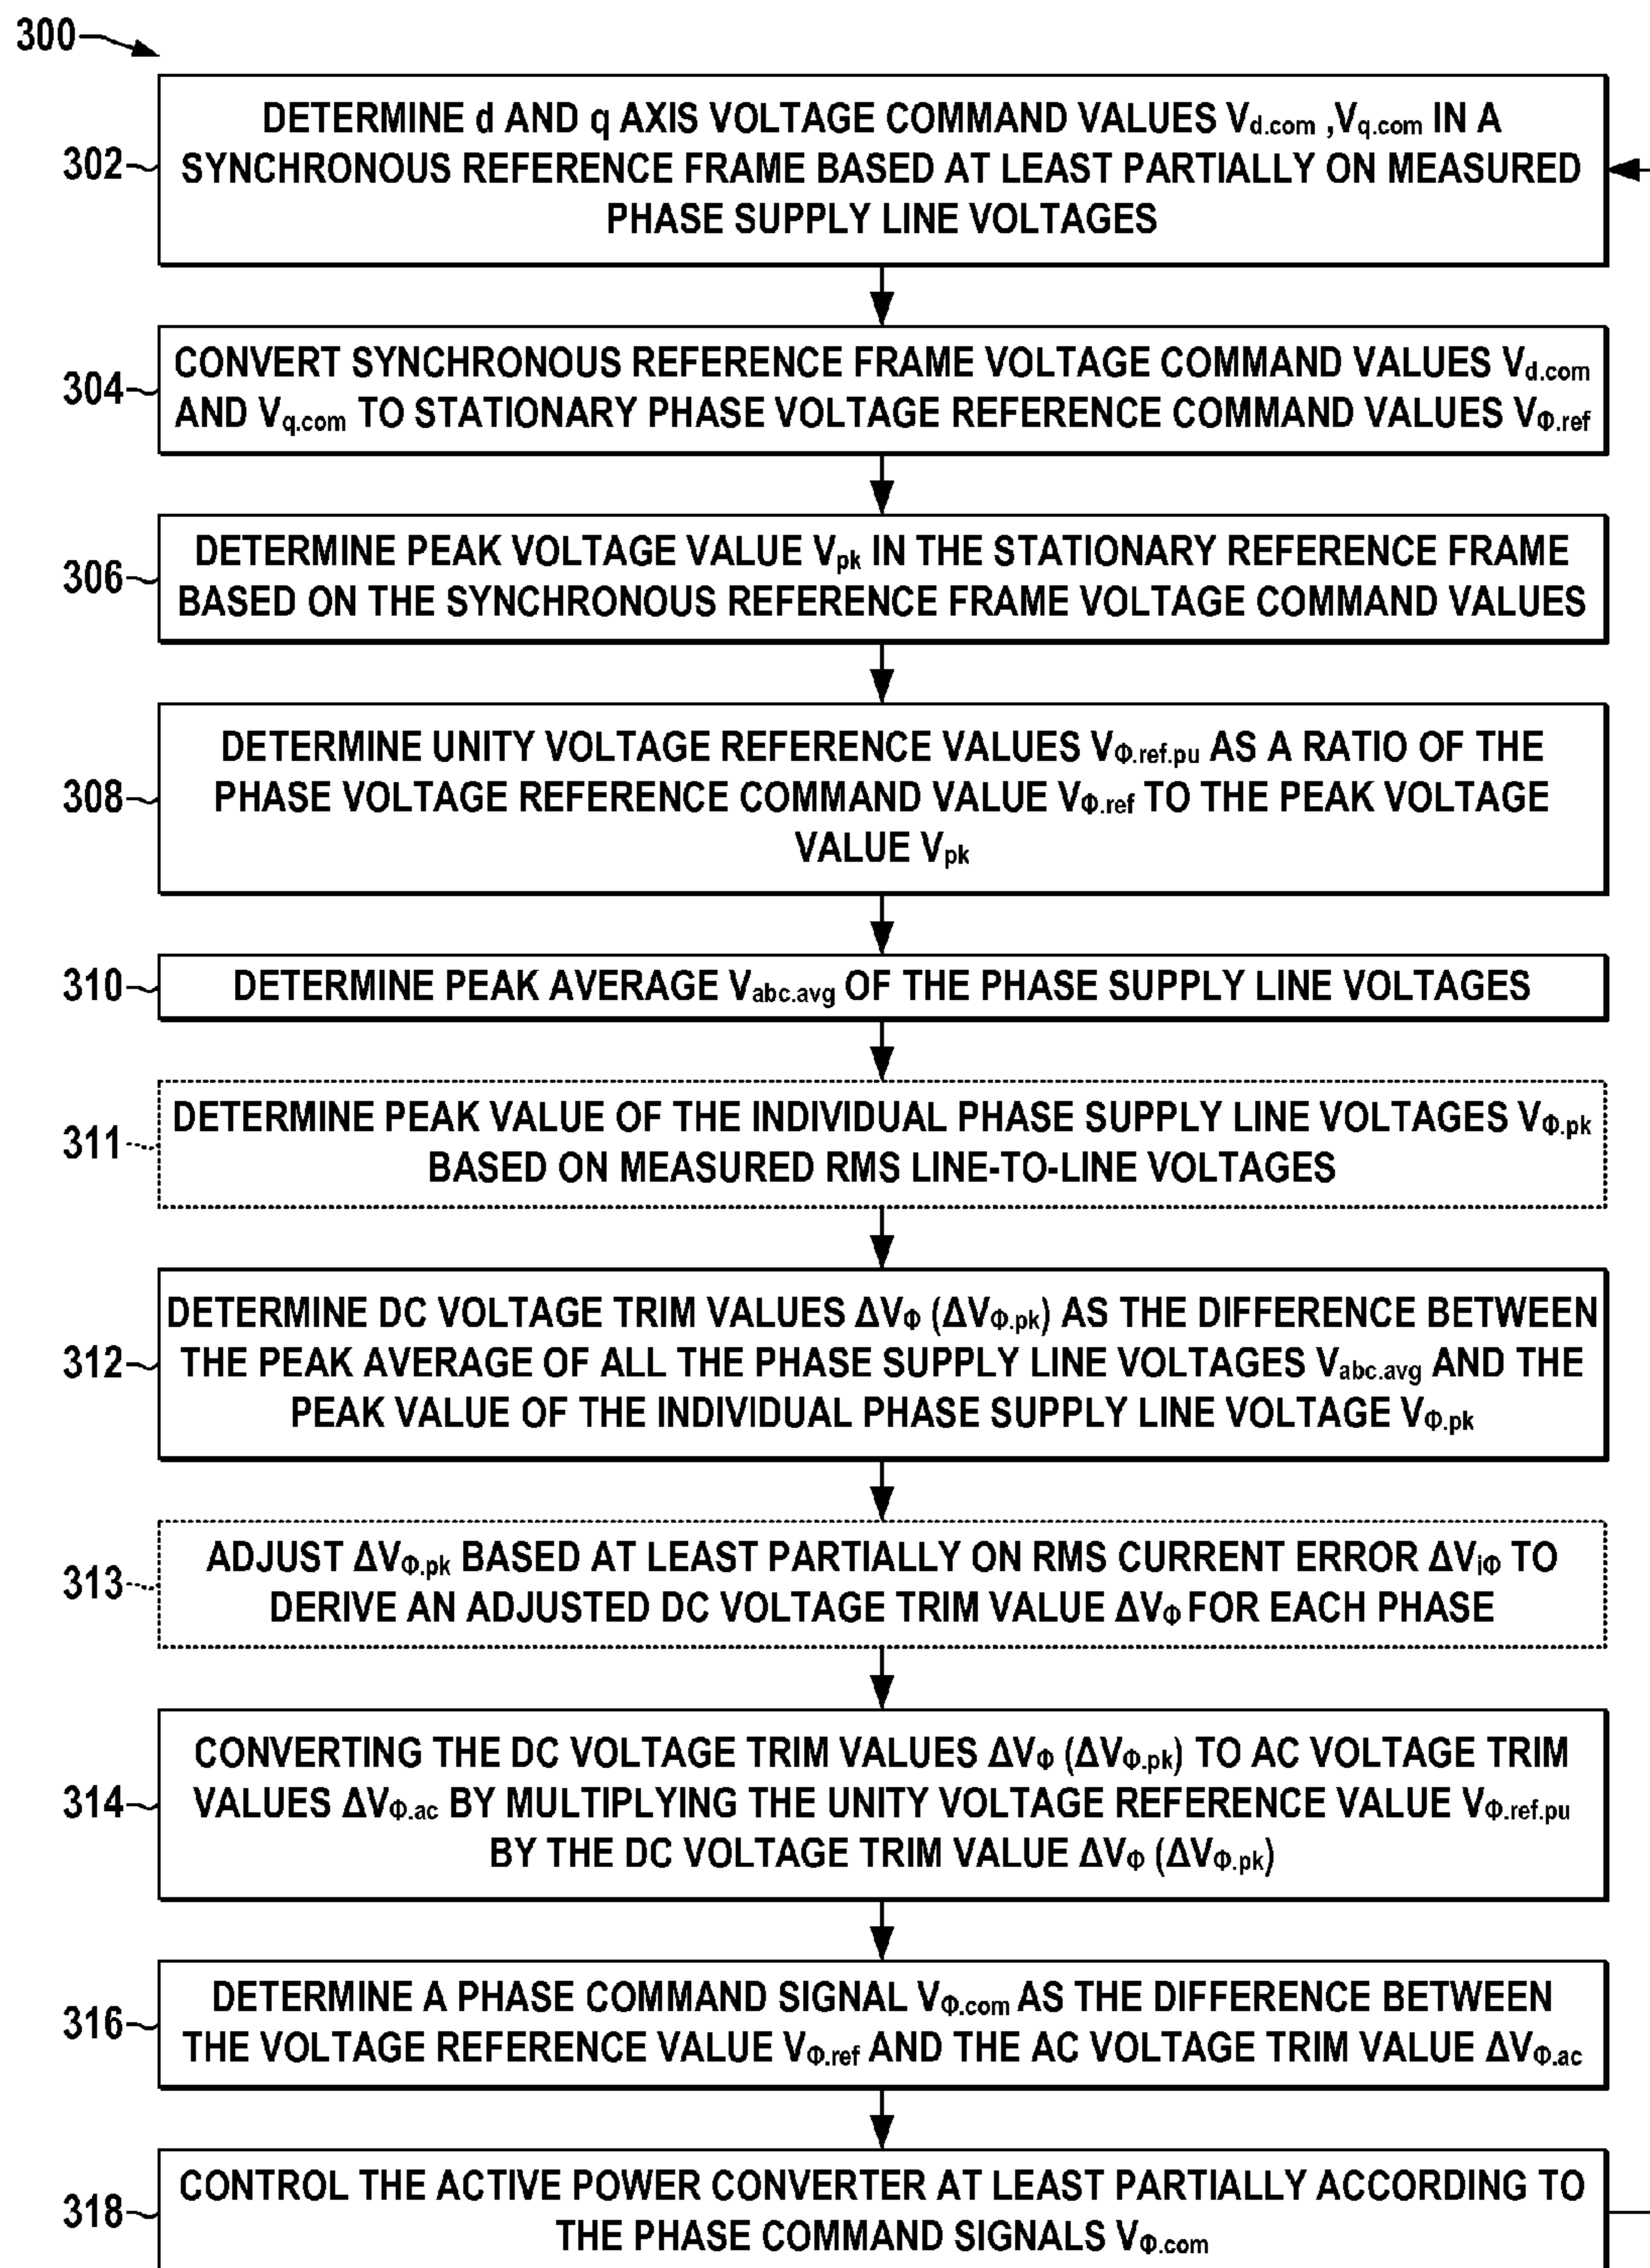 300
302
DETERMINE d AND q AXIS VOLTAGE COMMAND VALUES Vd.com ,Vq.com IN A
SYNCHRONOUS REFERENCE FRAME BASED AT LEAST PARTIALLY ON MEASURED
PHASE SUPPLY LINE VOLTAGES
304
CONVERT SYNCHRONOUS REFERENCE FRAME VOLTAGE COMMAND VALUES Vd.com
AND Vq.com TO STATIONARY PHASE VOLTAGE REFERENCE COMMAND VALUES VΦ.ref
306
DETERMINE PEAK VOLTAGE VALUE Vpk IN THE STATIONARY REFERENCE FRAME
BASED ON THE SYNCHRONOUS REFERENCE FRAME VOLTAGE COMMAND VALUES
308
DETERMINE UNITY VOLTAGE REFERENCE VALUES VΦ.ref.pu AS A RATIO OF THE
PHASE VOLTAGE REFERENCE COMMAND VALUE VΦ.ref TO THE PEAK VOLTAGE
VALUE Vpk
310
DETERMINE PEAK AVERAGE Vabc.avg OF THE PHASE SUPPLY LINE VOLTAGES
311
DETERMINE PEAK VALUE OF THE INDIVIDUAL PHASE SUPPLY LINE VOLTAGES VΦ.pk
BASED ON MEASURED RMS LINE-TO-LINE VOLTAGES
312
DETERMINE DC VOLTAGE TRIM VALUES ΔVΦ (ΔVΦ.pk) AS THE DIFFERENCE BETWEEN
THE PEAK AVERAGE OF ALL THE PHASE SUPPLY LINE VOLTAGES Vabc.avg AND THE
PEAK VALUE OF THE INDIVIDUAL PHASE SUPPLY LINE VOLTAGE VΦ.pk
313
ADJUST ΔVΦ.pk BASED AT LEAST PARTIALLY ON RMS CURRENT ERROR ΔViΦ TO
DERIVE AN ADJUSTED DC VOLTAGE TRIM VALUE ΔVΦ FOR EACH PHASE
314
CONVERTING THE DC VOLTAGE TRIM VALUES ΔVΦ (ΔVΦ.pk) TO AC VOLTAGE TRIM
VALUES ΔVΦ.ac BY MULTIPLYING THE UNITY VOLTAGE REFERENCE VALUE VΦ.ref.pu
BY THE DC VOLTAGE TRIM VALUE ΔVΦ (ΔVΦ.pk)
316
DETERMINE A PHASE COMMAND SIGNAL VΦ.com AS THE DIFFERENCE BETWEEN
THE VOLTAGE REFERENCE VALUE VΦ.ref AND THE AC VOLTAGE TRIM VALUE ΔVΦ.ac
318
CONTROL THE ACTIVE POWER CONVERTER AT LEAST PARTIALLY ACCORDING TO
THE PHASE COMMAND SIGNALS VΦ.com